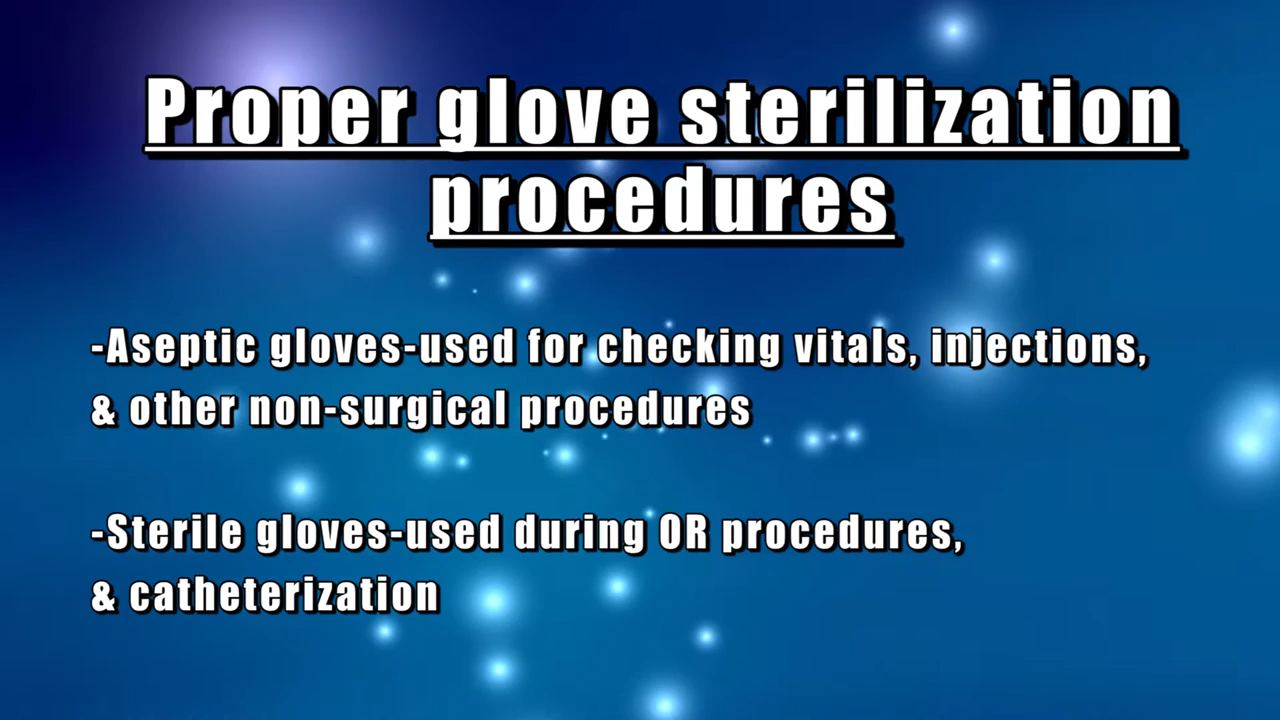 Proper glove sterilization
procedures
-Aseptic gloves-used for checking vitals, injections,
& other non-surgical procedures
-Sterile gloves-used during OR procedures,
& catheterization